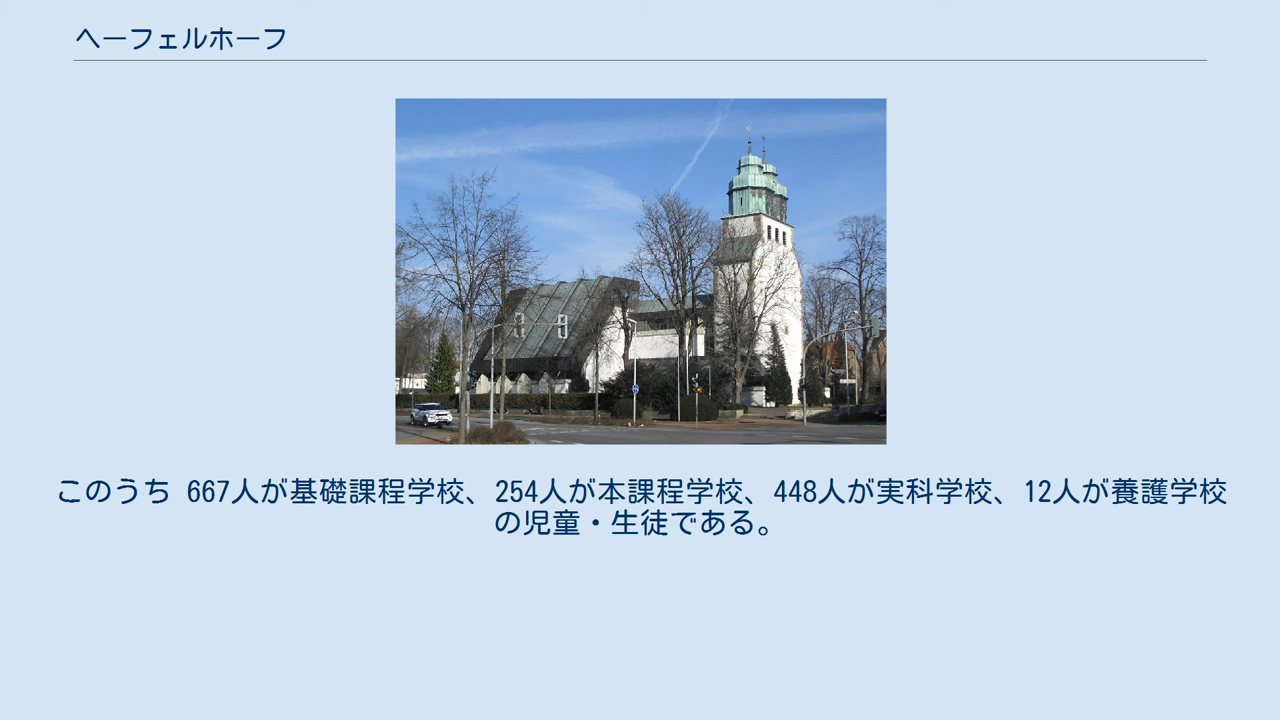 ヘーフェルホーフ
このうち 667人が基礎課程学校、254人が本課程学校、448人が実科学校、12人が養護学校
の児童・生徒である。